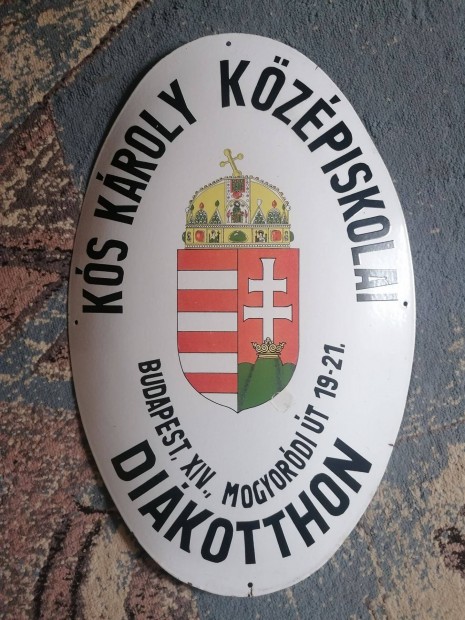 KÓS KÁROLY KÖZÉPISKOLAI
BUDAPEST, XIV., MOGYORÓDI ÚT 19-21.
DIÁKOTTHON